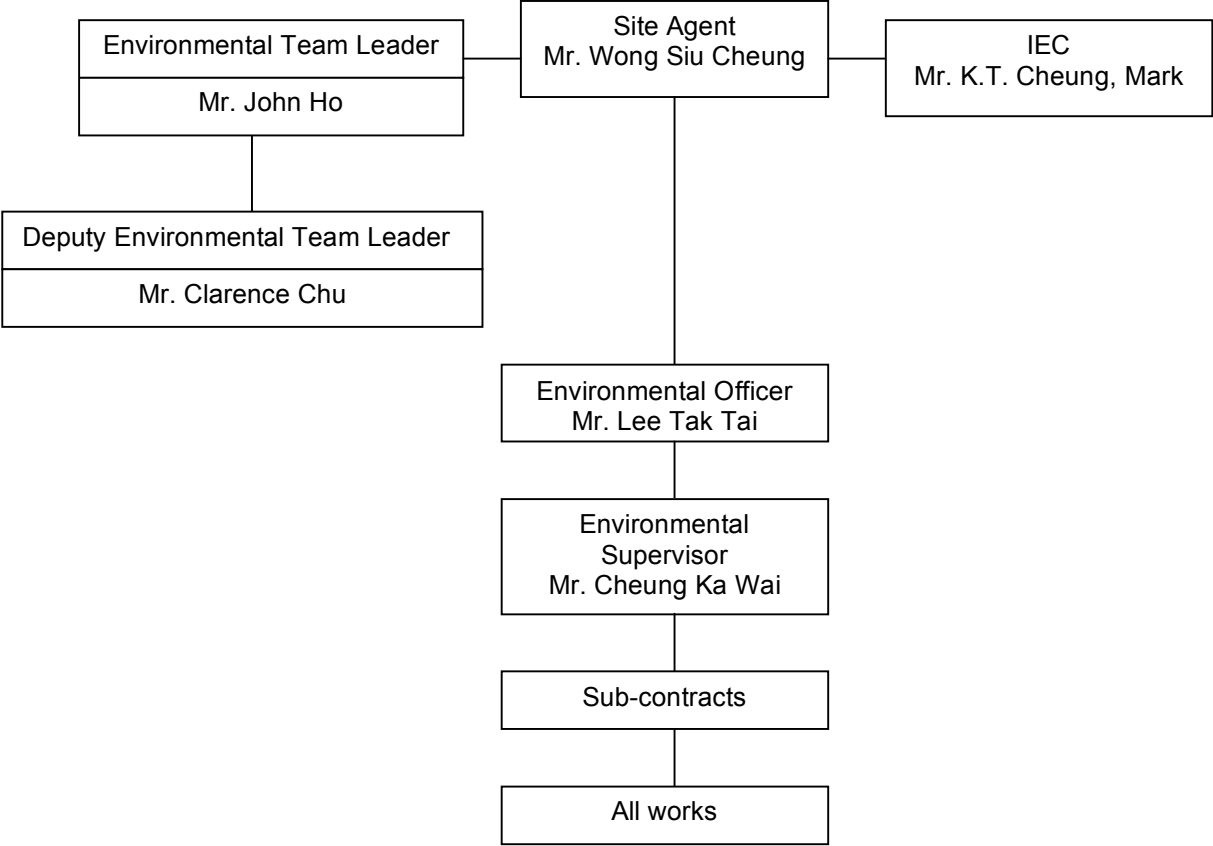 Environmental Team Leader
Mr. John Ho
Site Agent
Mr. Wong Siu Cheung
IEC
Mr. K.T. Cheung, Mark
Deputy Environmental Team Leader
Mr. Clarence Chu
Environmental Officer
Mr. Lee Tak Tai
Environmental
Supervisor
Mr. Cheung Ka Wai
Sub-contracts
All works